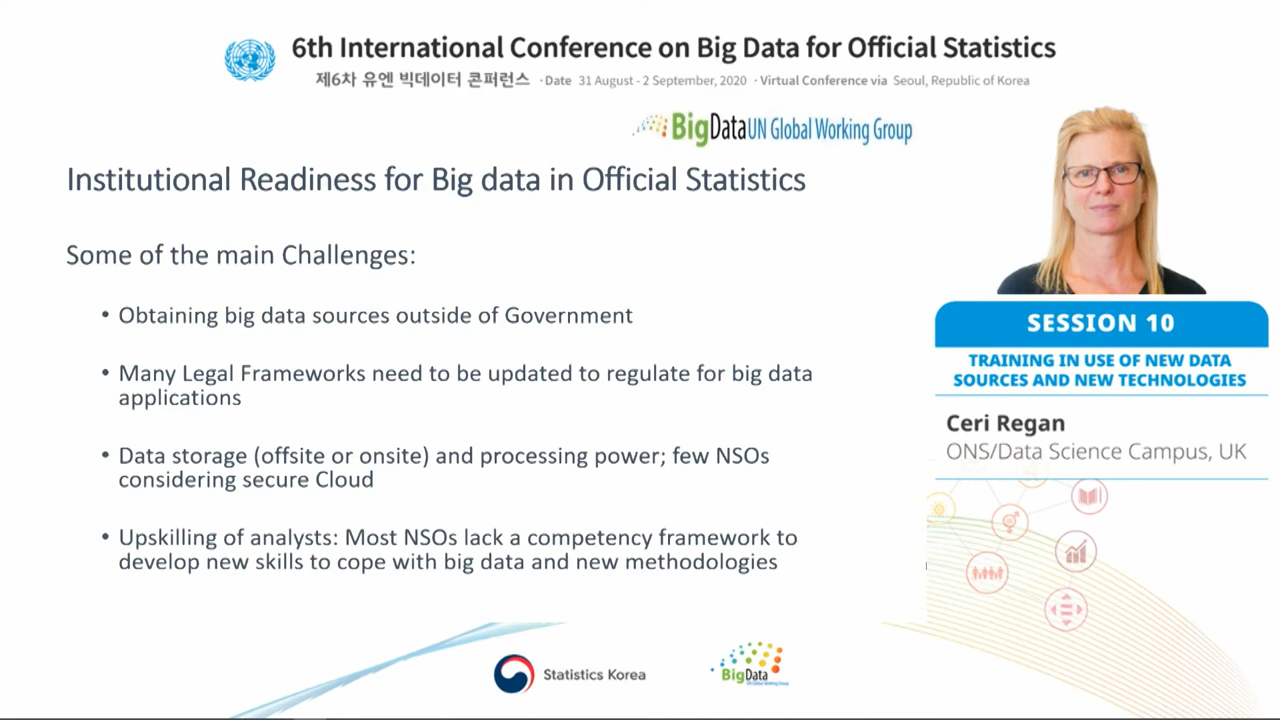 6th International Conference on Big Data for Official Statistics
제6차 유엔 빅데이터 콘퍼런스 · Date 31 August - 2 September, 2020 · Virtual Conference via Seoul, Republic of Korea
BigData UN Global Working Group
Institutional Readiness for Big data in Official Statistics
Some of the main Challenges:
• Obtaining big data sources outside of Government
• Many Legal Frameworks need to be updated to regulate for big data
applications
• Data storage (offsite or onsite) and processing power; few NSOs
considering secure Cloud
• Upskilling of analysts: Most NSOs lack a competency framework to
develop new skills to cope with big data and new methodologies
SESSION 10
TRAINING IN USE OF NEW DATA
SOURCES AND NEW TECHNOLOGIES
Ceri Regan
ONS/Data Science Campus, UK
Statistics Korea
BigData
UN Global Working Group